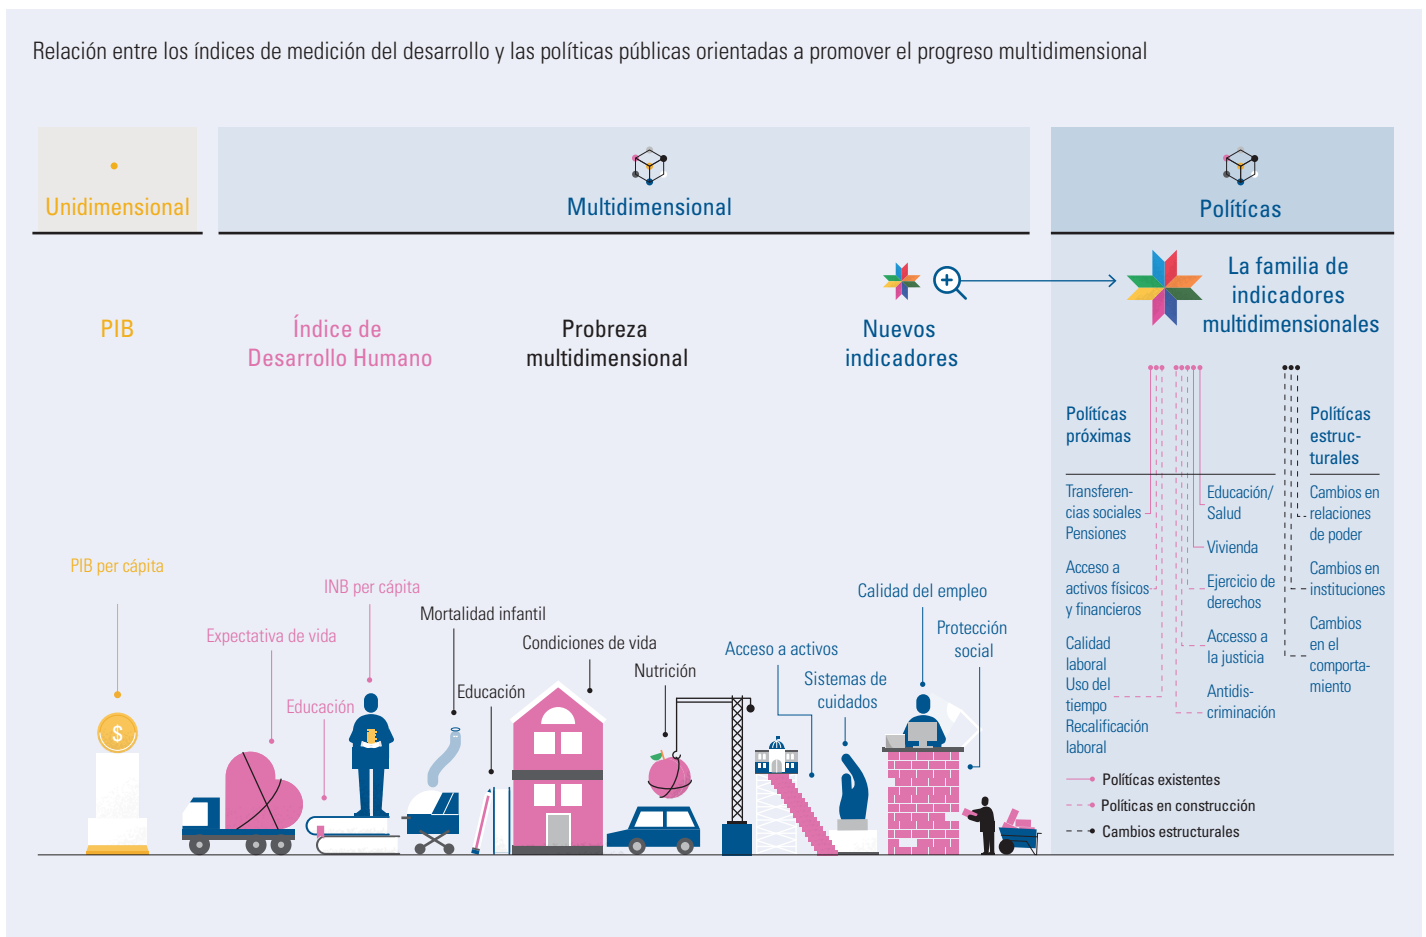 Relación entre los índices de medición del desarrollo y las políticas públicas orientadas a promover el progreso multidimensional
Unidimensional
Multidimensional
Políticas
PIB
Índice de
Desarrollo Humano
Probreza
multidimensional
Nuevos
indicadores
La familia de
indicadores
multidimensionales
PIB per cápita
$
Expectativa de vida
Educación
INB per cápita
Mortalidad infantil
Educación
Condiciones de vida
Nutrición
Acceso a activos
Sistemas de
cuidados
Calidad del empleo
Protección
social
Políticas
próximas
Transferen-
cias sociales
Pensiones
Acceso a
activos físicos
y financieros
Calidad
laboral
Uso del
tiempo
Recalificación
laboral
Educación/
Salud
Vivienda
Ejercicio de
derechos
Accesso a
la justicia
Antidis-
criminación
Políticas
estruc-
turales
Cambios en
relaciones
de poder
Cambios en
instituciones
Cambios
en el
comporta-
miento
Políticas existentes
Políticas en construcción
Cambios estructurales